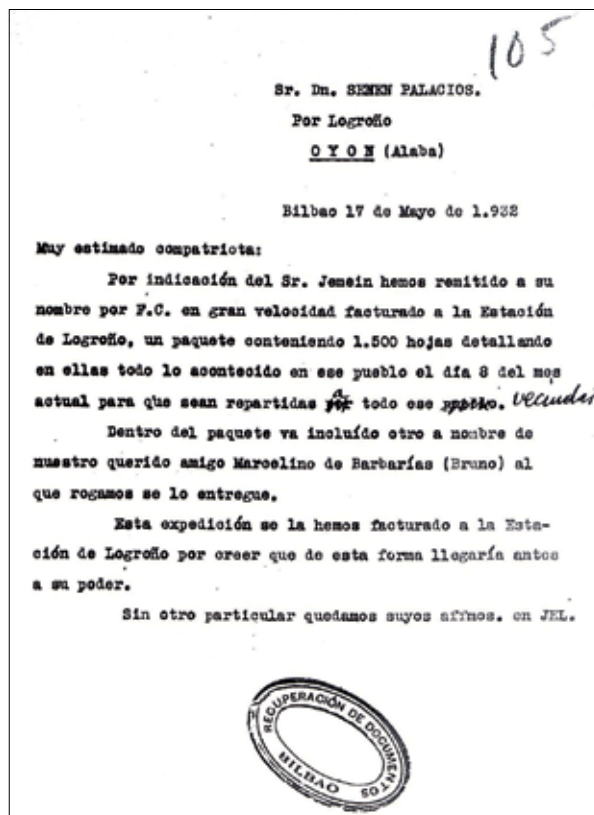 105
Sr. Dn. SENEN PALACIOS.
Por Logroño
OYON (Alaba)
Bilbao 17 de Mayo de 1.932
Muy estimado compatriota:
Por indicación del Sr. Jemein hemos remitido a su
nombre por F.C. en gran velocidad facturado a la Estación
de Logroño, un paquete conteniendo 1.500 hojas detallando
en ellas todo lo acontecido en ese pueblo el día 8 del mes
actual para que sean repartidas a todo ese pueblo. vecindar
Dentro del paquete va incluído otro a nombre de
nuestro querido amigo Marcelino de Barbarías (Bruno) al
que rogamos se lo entregue.
Esta expedición se la hemos facturado a la Esta-
ción de Logroño por creer que de esta forma llegaría antes
a su poder.
Sin otro particular quedamos suyos affmos. en JEL.
RECUPERACIÓN DE DOCUMENTOS
BILBAO